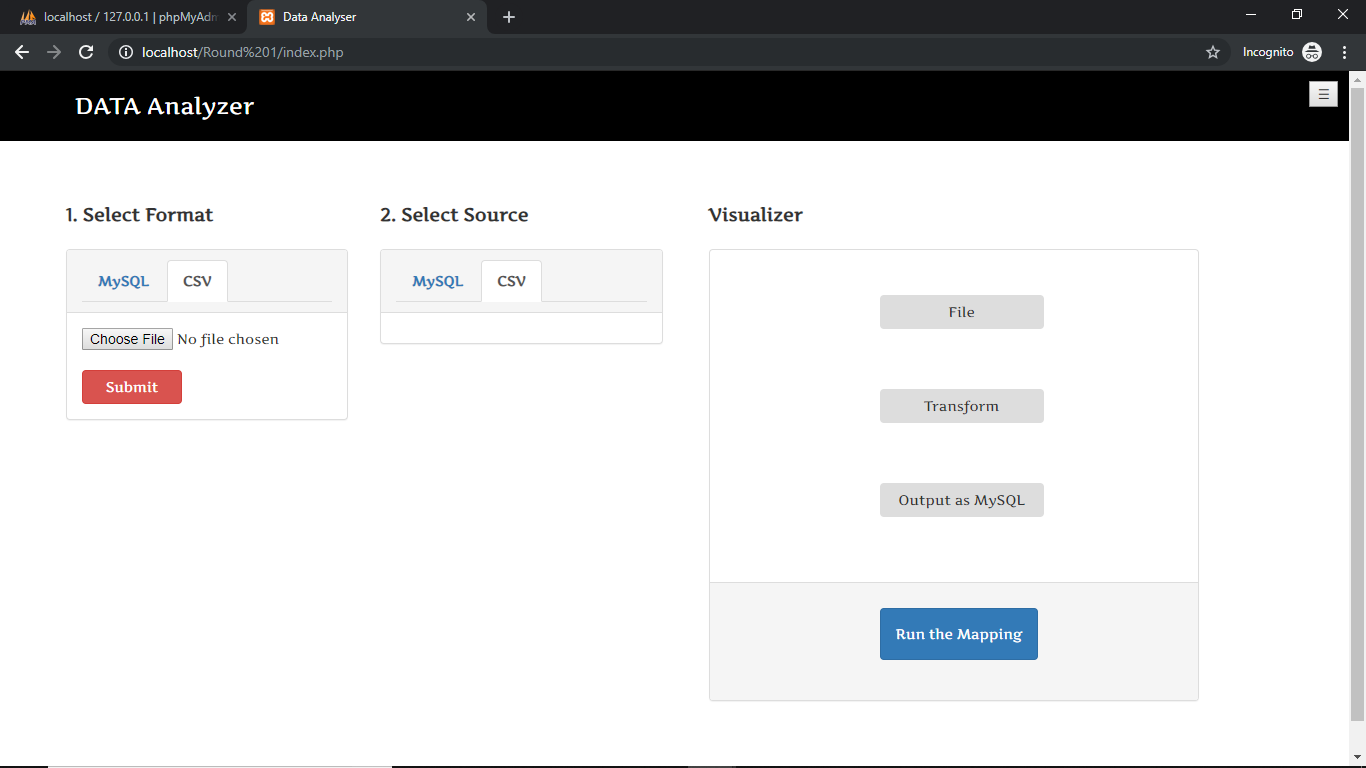 localhost / 127.0.0.1 | phpMyAdm
Data Analyser
localhost/Round%201/index.php
Incognito
DATA Analyzer
1. Select Format
2. Select Source
Visualizer
MySQL
CSV
MySQL
CSV
Choose File No file chosen
Submit
File
Transform
Output as MySQL
Run the Mapping